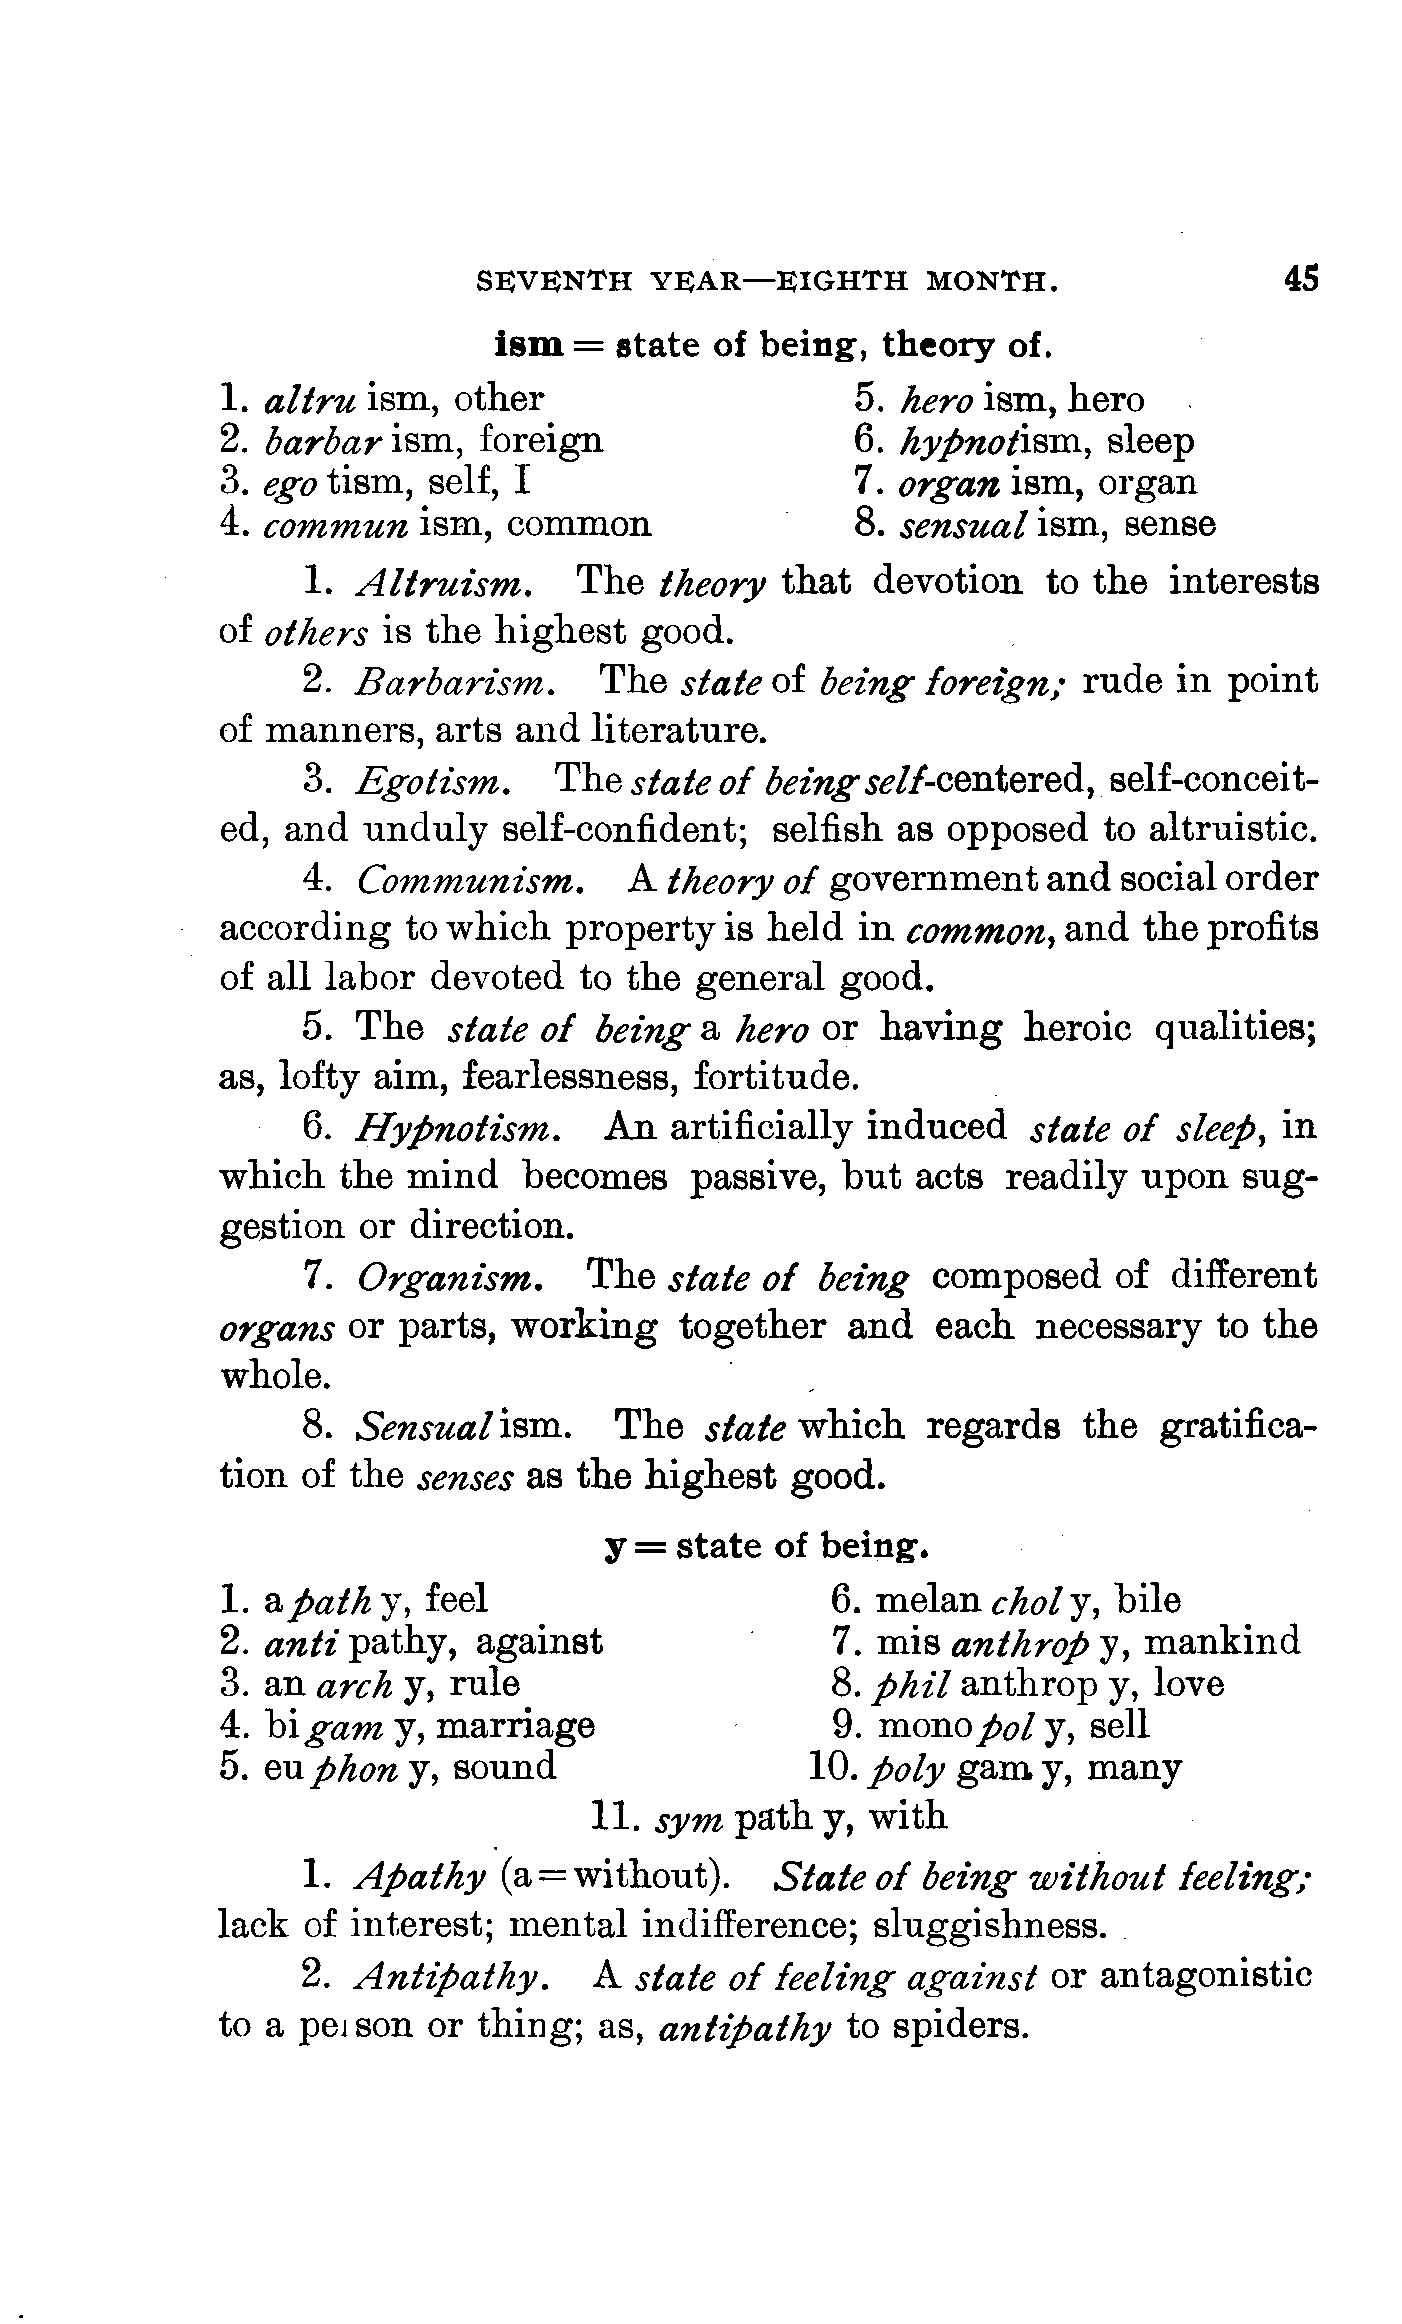 SEVENTH YEAR—EIGHTH MONTH. 45
ism = state of being, theory of.
1. altru ism, other 5. hero ism, hero
2. barbar ism, foreign 6. hypnotism, sleep
3. ego tism, self, I 7. organ ism, organ
4. commun ism, common 8. sensual ism, sense
1. Altruism. The theory that devotion to the interests
of others is the highest good.
2. Barbarism. The state of being foreign; rude in point
of manners, arts and literature.
3. Egotism. The state of being self-centered, self-conceit-
ed, and unduly self-confident; selfish as opposed to altruistic.
4. Communism. A theory of government and social order
according to which property is held in common, and the profits
of all labor devoted to the general good.
5. The state of being a hero or having heroic qualities;
as, lofty aim, fearlessness, fortitude.
6. Hypnotism. An artificially induced state of sleep, in
which the mind becomes passive, but acts readily upon sug-
gestion or direction.
7. Organism. The state of being composed of different
organs or parts, working together and each necessary to the
whole.
8. Sensual ism. The state which regards the gratifica-
tion of the senses as the highest good.
y = state of being.
1. a path y, feel 6. melan chol y, bile
2. anti pathy, against 7. mis anthrop y, mankind
3. an arch y, rule 8. phil anthrop y, love
4. bi gam y, marriage 9. mono pol y, sell
5. eu phon y, sound 10. poly gam y, many
11. sym path y, with
1. Apathy (a = without). State of being without feeling;
lack of interest; mental indifference; sluggishness.
2. Antipathy. A state of feeling against or antagonistic
to a person or thing; as, antipathy to spiders.